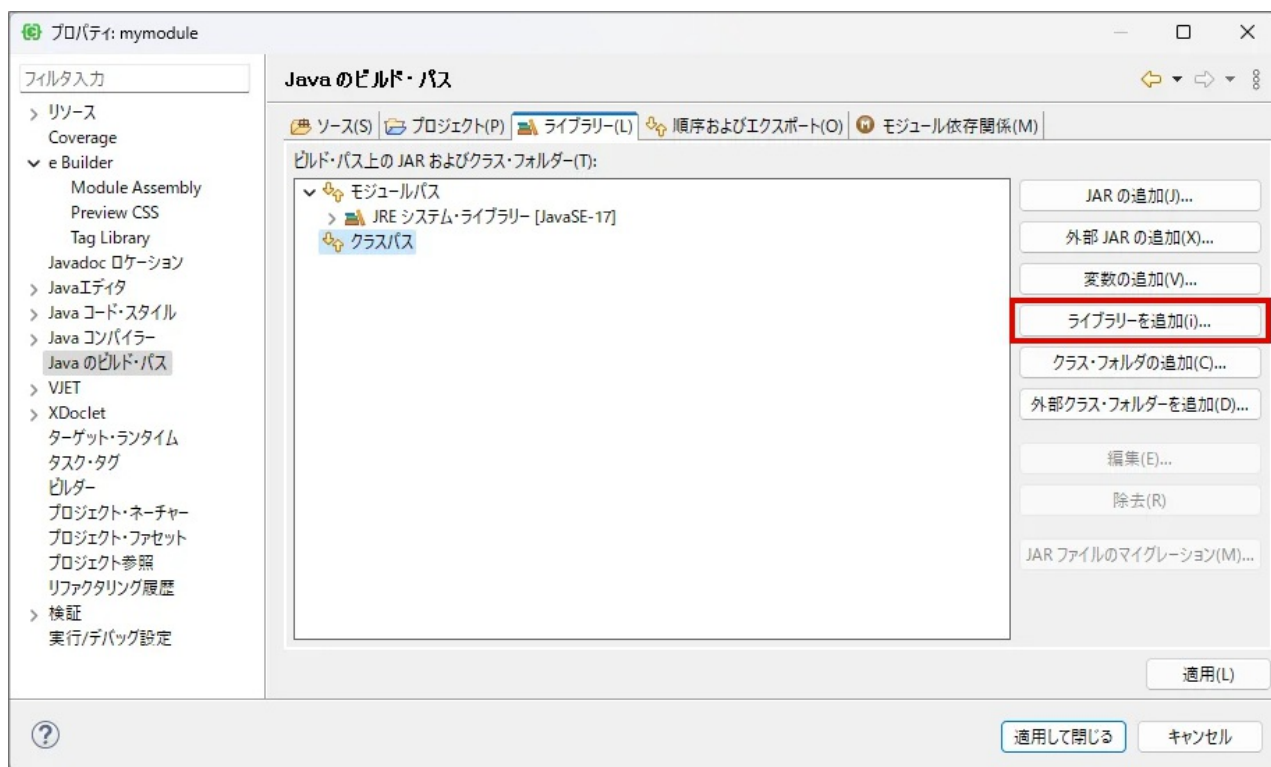 プロパティ: mymodule
フィルタ入力
リソース
Coverage
e Builder
Module Assembly
Preview CSS
Tag Library
Javadoc ロケーション
Javaエディタ
Java コード・スタイル
Java コンパイラー
Java のビルド・パス
VJET
XDoclet
ターゲット・ランタイム
タスク・タグ
ビルダー
プロジェクト・ネーチャー
プロジェクト・ファセット
プロジェクト参照
リファクタリング履歴
検証
実行/デバッグ設定
Java のビルド・パス
ソース(S) プロジェクト(P) ライブラリー(L) 順序およびエクスポート(O) モジュール依存関係(M)
ビルド・パス上の JAR およびクラス・フォルダー(T):
モジュールパス
JRE システム・ライブラリー [JavaSE-17]
クラスパス
JAR の追加(J)...
外部 JAR の追加(X)...
変数の追加(V)...
ライブラリーを追加(i)...
クラス・フォルダの追加(C)...
外部クラス・フォルダーを追加(D)...
編集(E)...
除去(R)
JAR ファイルのマイグレーション(M)...
適用(L)
適用して閉じる キャンセル